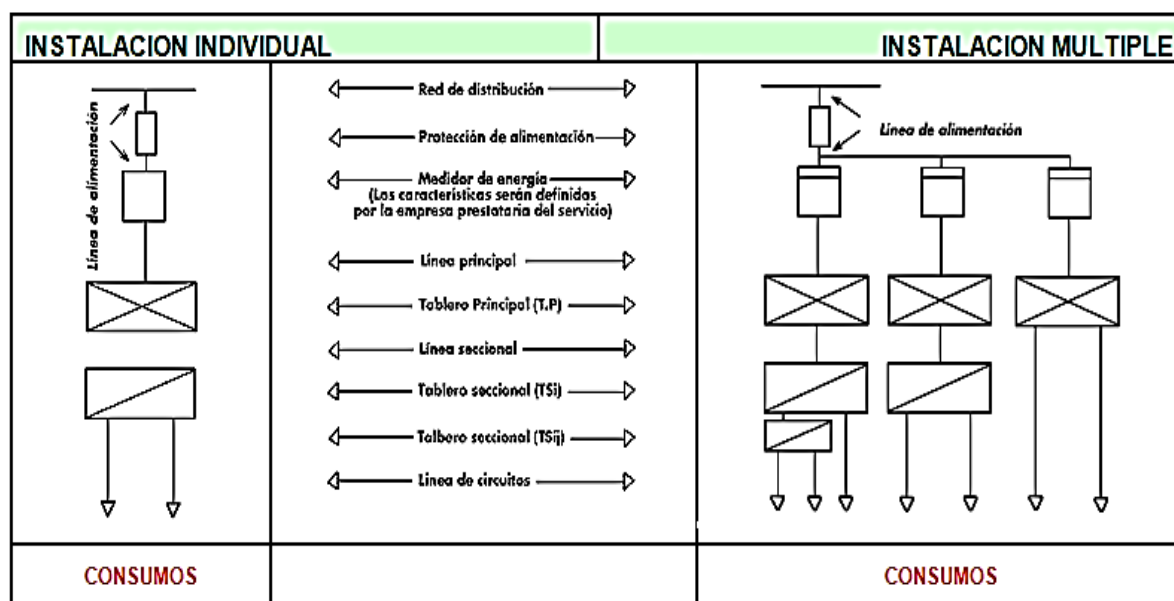 INSTALACION INDIVIDUAL
INSTALACION MULTIPLE
Línea de alimentación
Red de distribución
Protección de alimentación
Medidor de energía
(Las características serán definidas
por la empresa prestataria del servicio)
Línea principal
Tablero Principal (T.P)
Línea seccional
Tablero seccional (TSi)
Talbero seccional (TSij)
Linea de circuitos
Línea de alimentación
CONSUMOS
CONSUMOS